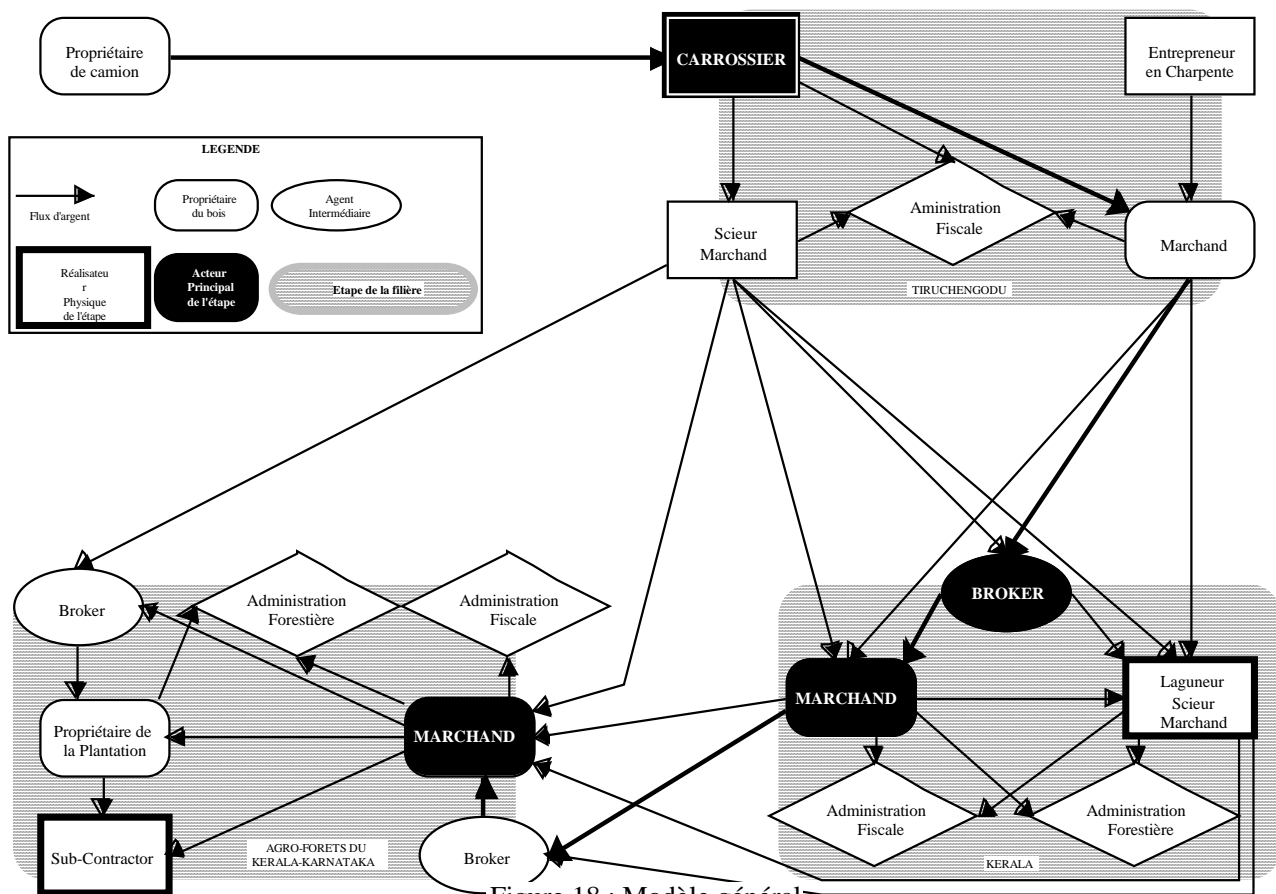 Propriétaire
de camion
CARROSSIER
Entrepreneur
en Charpente
LEGENDE
Flux d'argent
Propriétaire
du bois
Agent
Intermédiaire
Réalisateu
r
Physique
de l'étape
Acteur
Principal
de l'étape
Etape de la filière
Scieur
Marchand
Aministration
Fiscale
Marchand
TIRUCHENGODU
Broker
Administration
Forestière
Administration
Fiscale
BROKER
Propriétaire de
la Plantation
MARCHAND
MARCHAND
Laguneur
Scieur
Marchand
Sub-Contractor
AGRO-FORETS DU
KERALA-KARNATAKA
Broker
Administration
Fiscale
Administration
Forestière
KERALA
Figure 18 : Modèle général